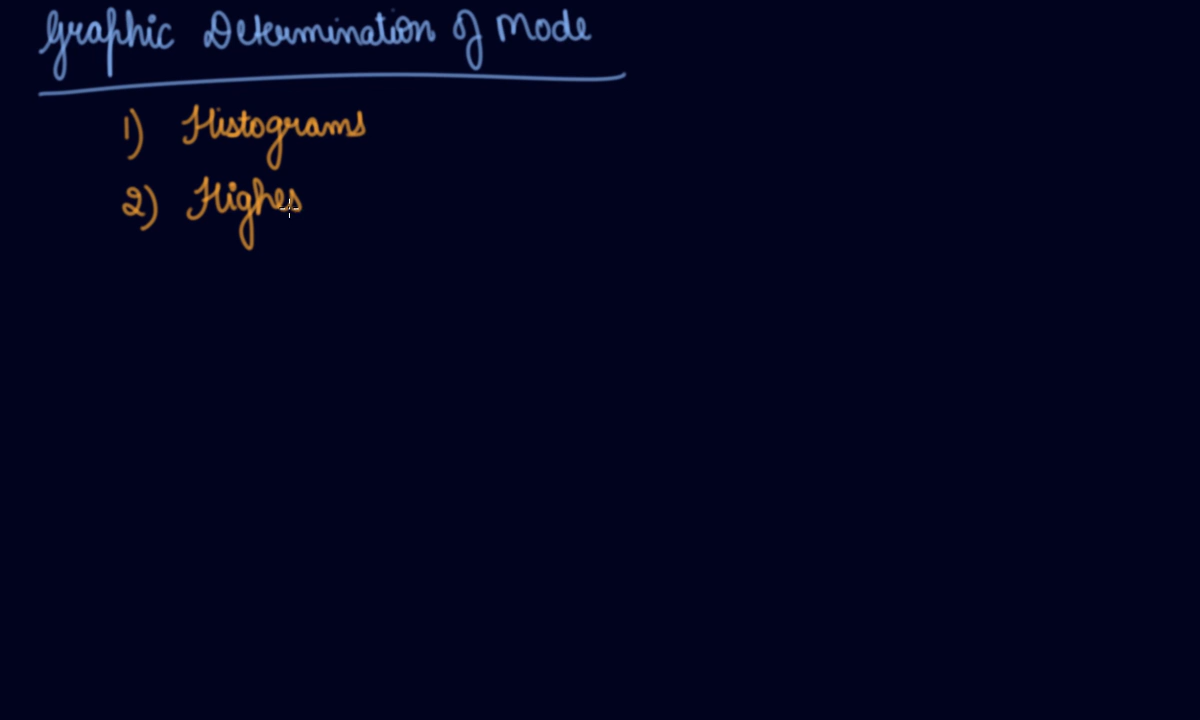 Graphic Determination of Mode
1) Histograms
2) Highes